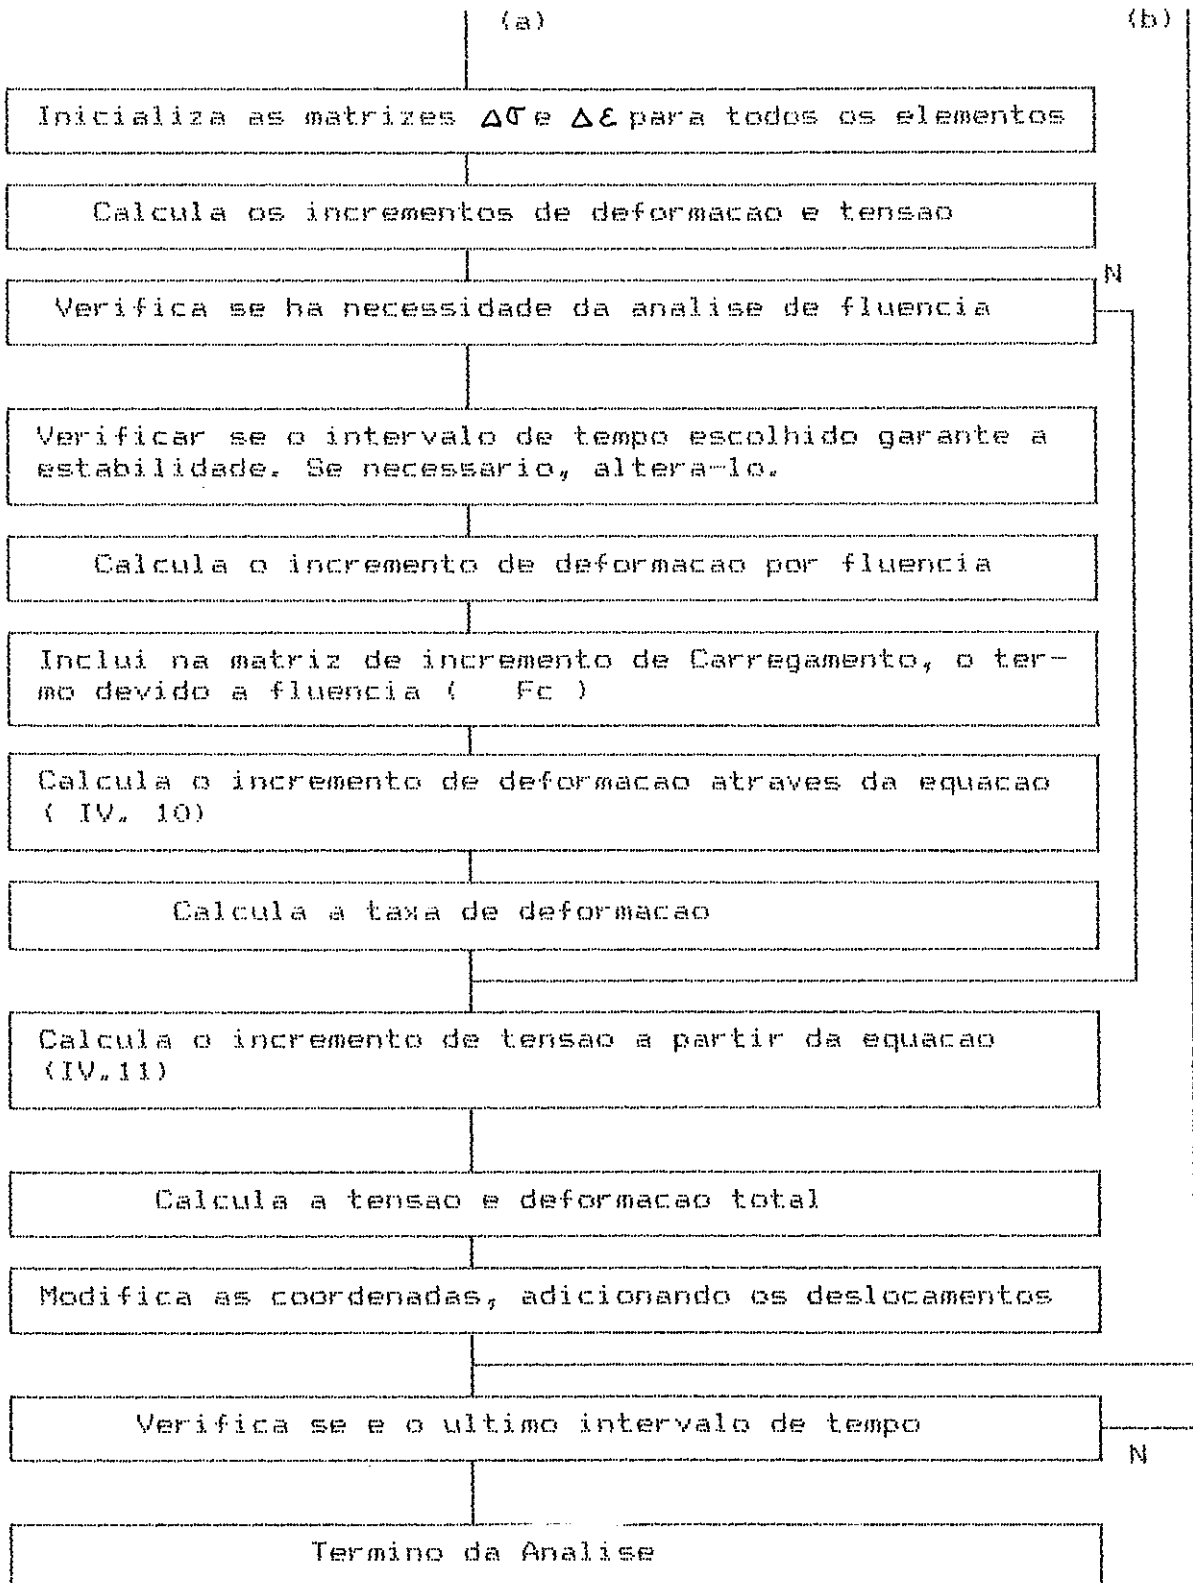 (a)
(b)
Inicializa as matrizes Δσ e Δε para todos os elementos
Calcula os incrementos de deformacao e tensao
N
Verifica se ha necessidade da analise de fluencia
Verificar se o intervalo de tempo escolhido garante a
estabilidade. Se necessario, altera-lo.
Calcula o incremento de deformacao por fluencia
Inclui na matriz de incremento de Carregamento, o ter-
mo devido a fluencia ( Fc )
Calcula o incremento de deformacao atraves da equacao
( IV. 10)
Calcula a taxa de deformacao
Calcula o incremento de tensao a partir da equacao
(IV.11)
Calcula a tensao e deformacao total
Modifica as coordenadas, adicionando os deslocamentos
Verifica se e o ultimo intervalo de tempo
N
Termino da Analise